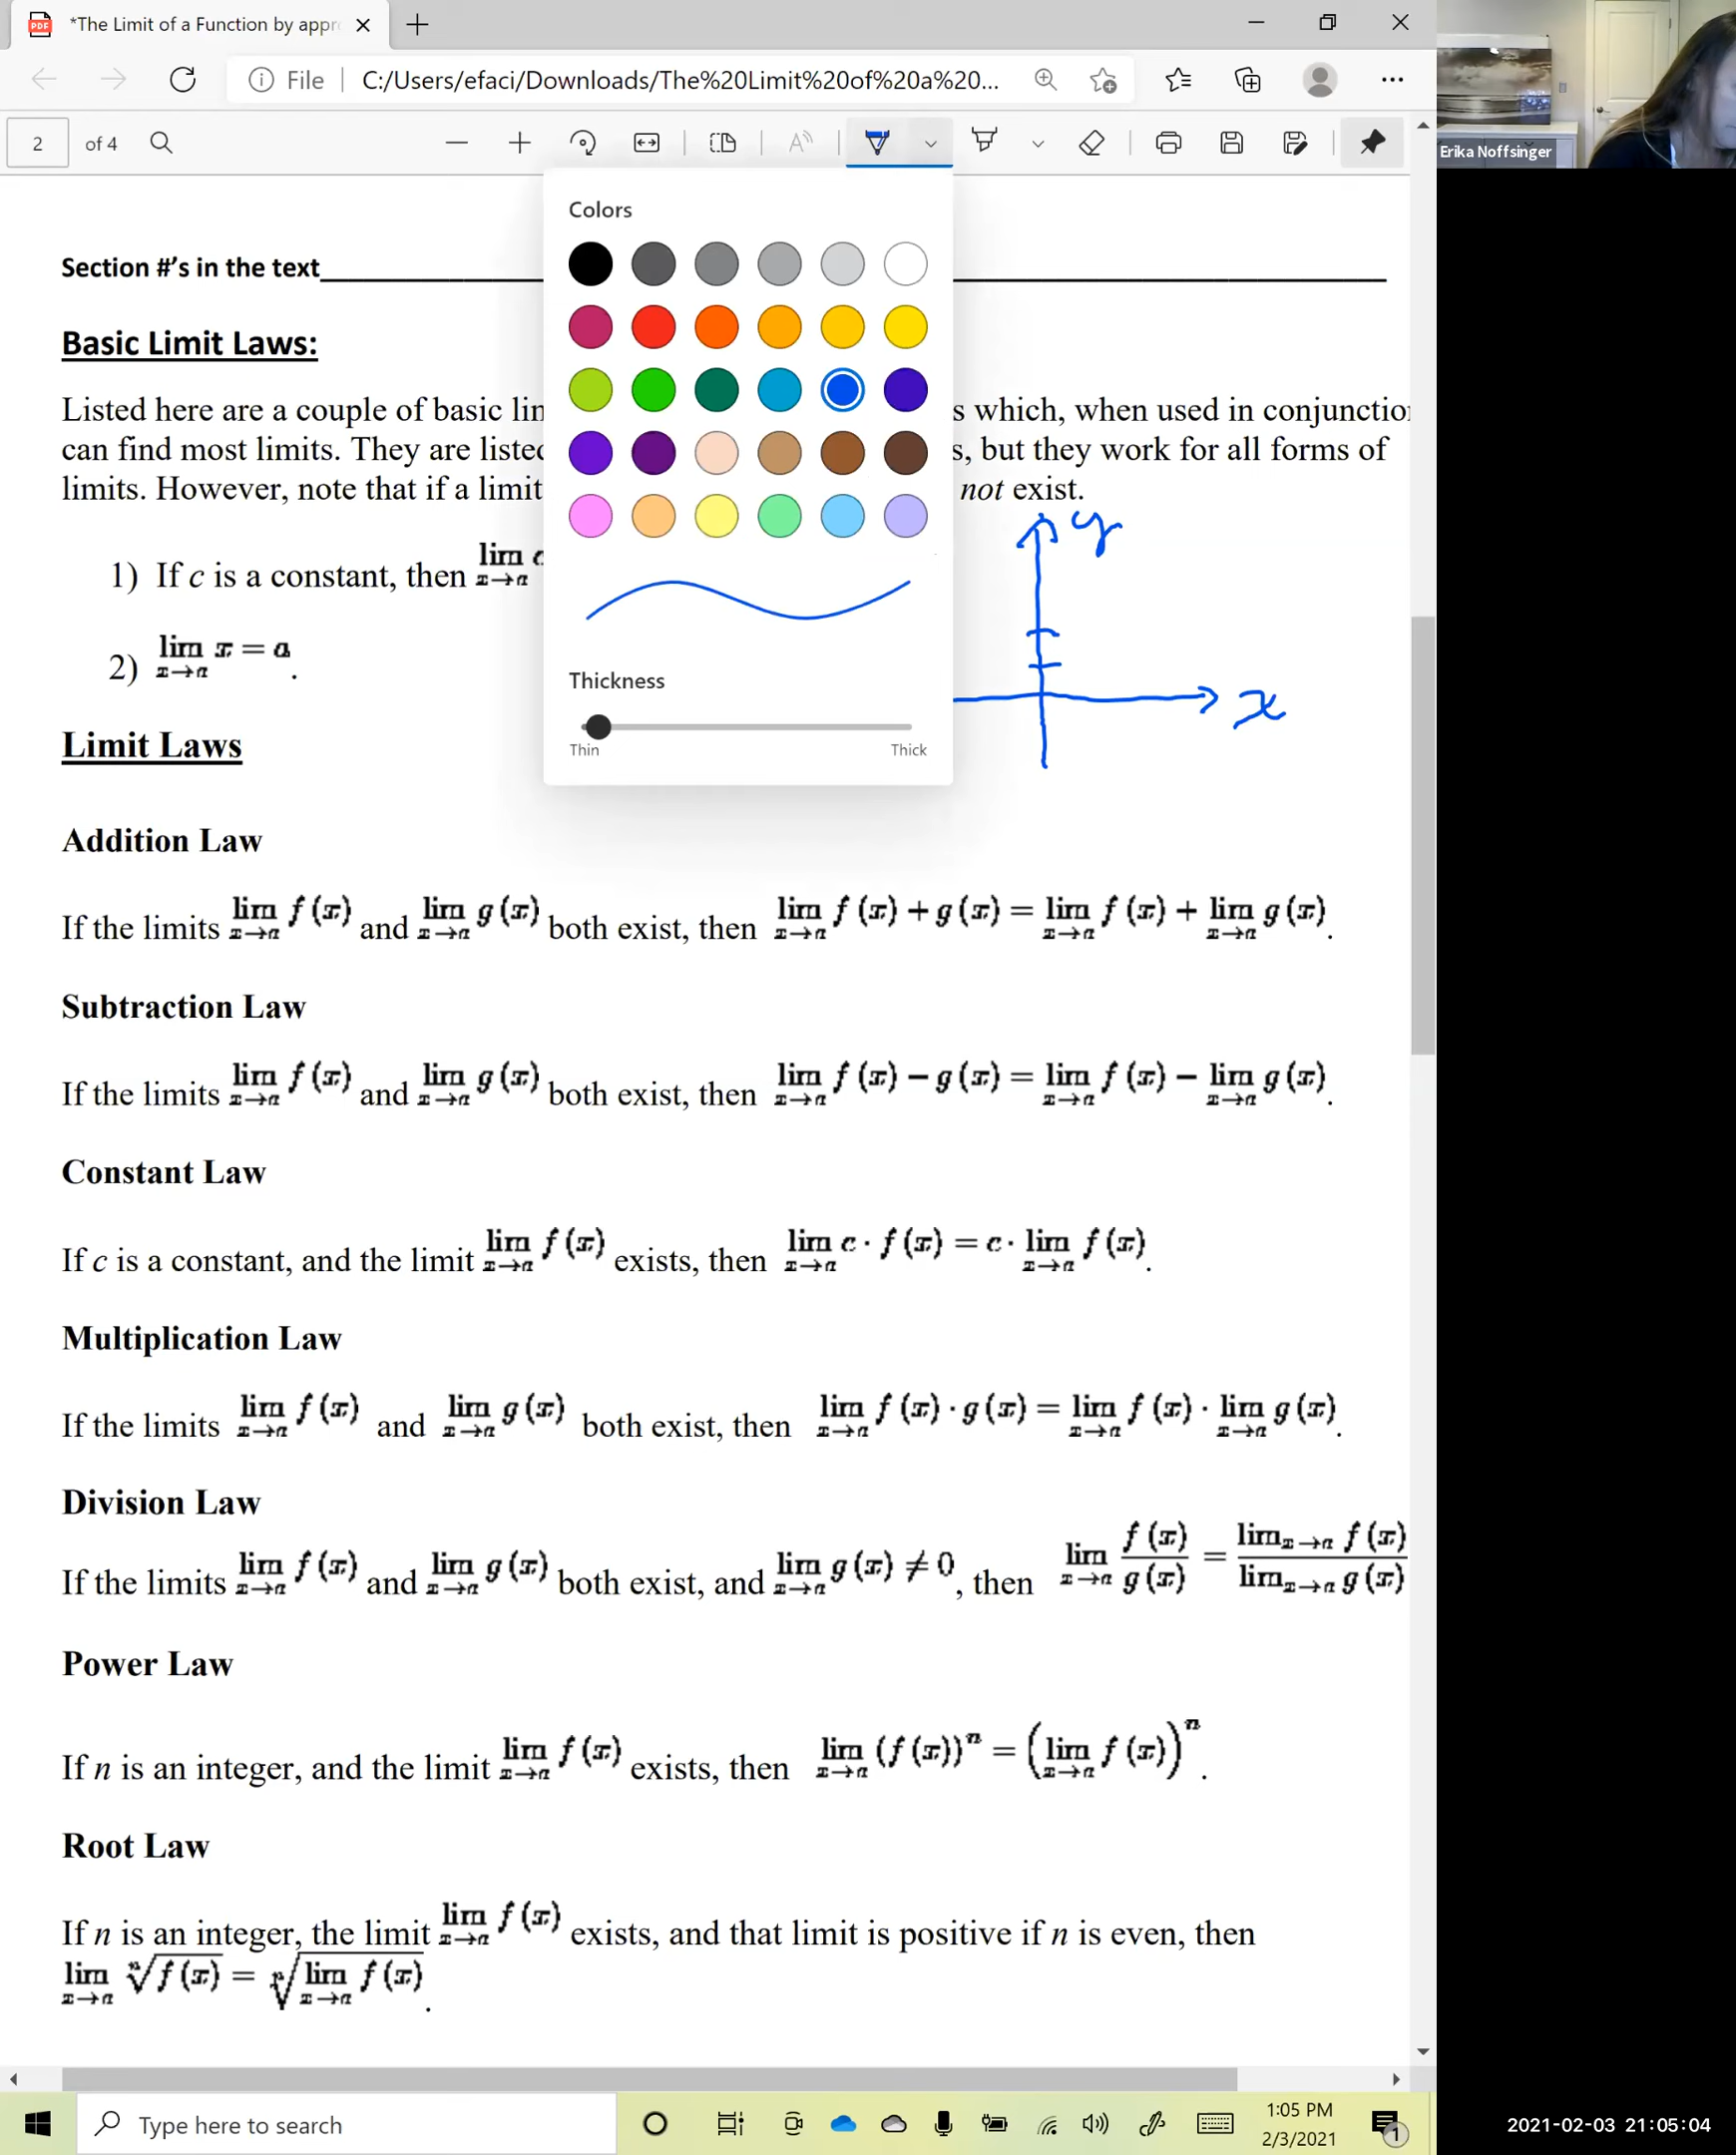 *The Limit of a Function by appr
File | C:/Users/efaci/Downloads/The%20Limit%20of%20a%20...
2 of 4
Erika Noffsinger
Colors
Section #'s in the text
Basic Limit Laws:
Listed here are a couple of basic lin s which, when used in conjunction
can find most limits. They are listed s, but they work for all forms of
limits. However, note that if a limit not exist.
y
1) If c is a constant, then lim x→a c
2) lim x→a x = a.
Thickness
x
Thin Thick
Limit Laws
Addition Law
If the limits lim x→a f(x) and lim x→a g(x) both exist, then lim x→a f(x) + g(x) = lim x→a f(x) + lim x→a g(x).
Subtraction Law
If the limits lim x→a f(x) and lim x→a g(x) both exist, then lim x→a f(x) − g(x) = lim x→a f(x) − lim x→a g(x).
Constant Law
If c is a constant, and the limit lim x→a f(x) exists, then lim x→a c · f(x) = c · lim x→a f(x).
Multiplication Law
If the limits lim x→a f(x) and lim x→a g(x) both exist, then lim x→a f(x) · g(x) = lim x→a f(x) · lim x→a g(x).
Division Law
If the limits lim x→a f(x) and lim x→a g(x) both exist, and lim x→a g(x) ≠ 0, then lim x→a f(x)/g(x) = lim x→a f(x)/lim x→a g(x)
Power Law
If n is an integer, and the limit lim x→a f(x) exists, then lim x→a (f(x))^n = (lim x→a f(x))^n.
Root Law
If n is an integer, the limit lim x→a f(x) exists, and that limit is positive if n is even, then
lim x→a ⁿ√f(x) = ⁿ√lim x→a f(x).
Type here to search
1:05 PM
2/3/2021
1
2021-02-03 21:05:04